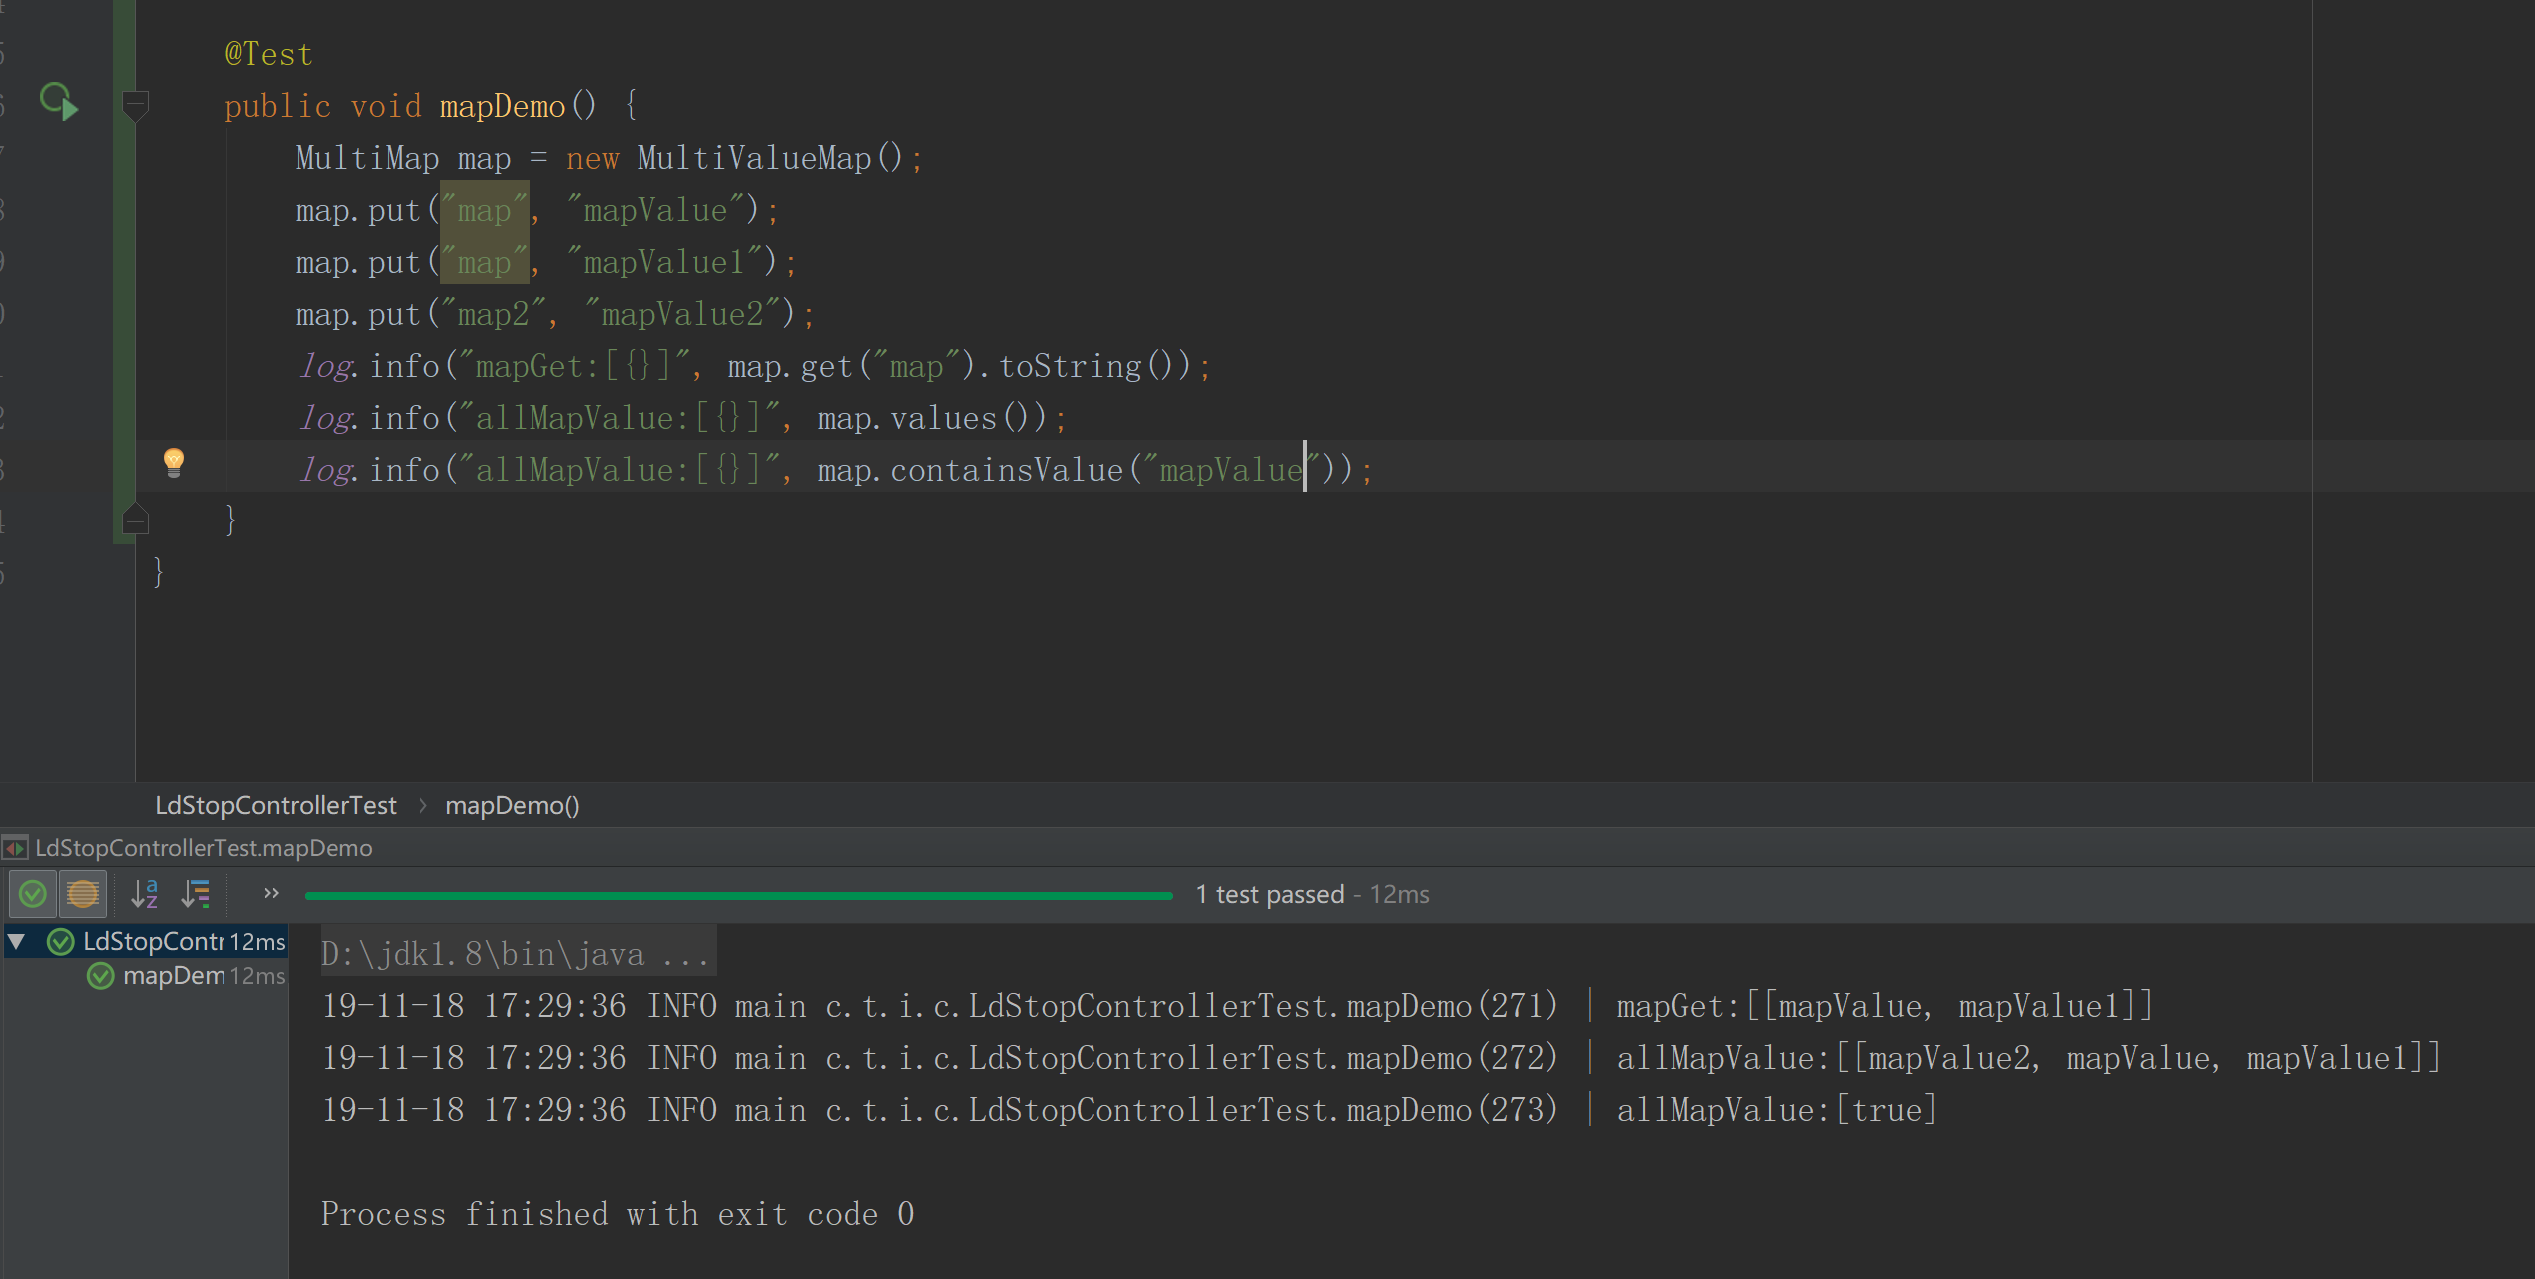 @Test
public void mapDemo() {
MultiMap map = new MultiValueMap();
map.put("map", "mapValue");
map.put("map", "mapValue1");
map.put("map2", "mapValue2");
log.info("mapGet:[{}]", map.get("map").toString());
log.info("allMapValue:[{}]", map.values());
log.info("allMapValue:[{}]", map.containsValue("mapValue"));
}
}
LdStopControllerTest › mapDemo()
LdStopControllerTest.mapDemo
1 test passed - 12ms
LdStopContr 12ms
mapDem 12ms
D:\jdk1.8\bin\java ...
19-11-18 17:29:36 INFO main c.t.i.c.LdStopControllerTest.mapDemo(271) | mapGet:[[mapValue, mapValue1]]
19-11-18 17:29:36 INFO main c.t.i.c.LdStopControllerTest.mapDemo(272) | allMapValue:[[mapValue2, mapValue, mapValue1]]
19-11-18 17:29:36 INFO main c.t.i.c.LdStopControllerTest.mapDemo(273) | allMapValue:[true]
Process finished with exit code 0